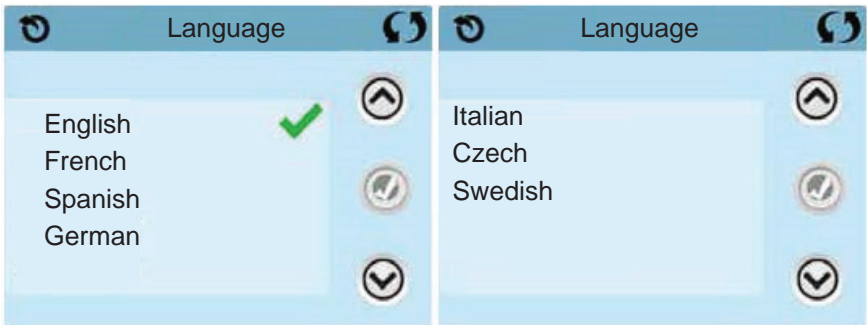 Language
English
French
Spanish
German
Language
Italian
Czech
Swedish